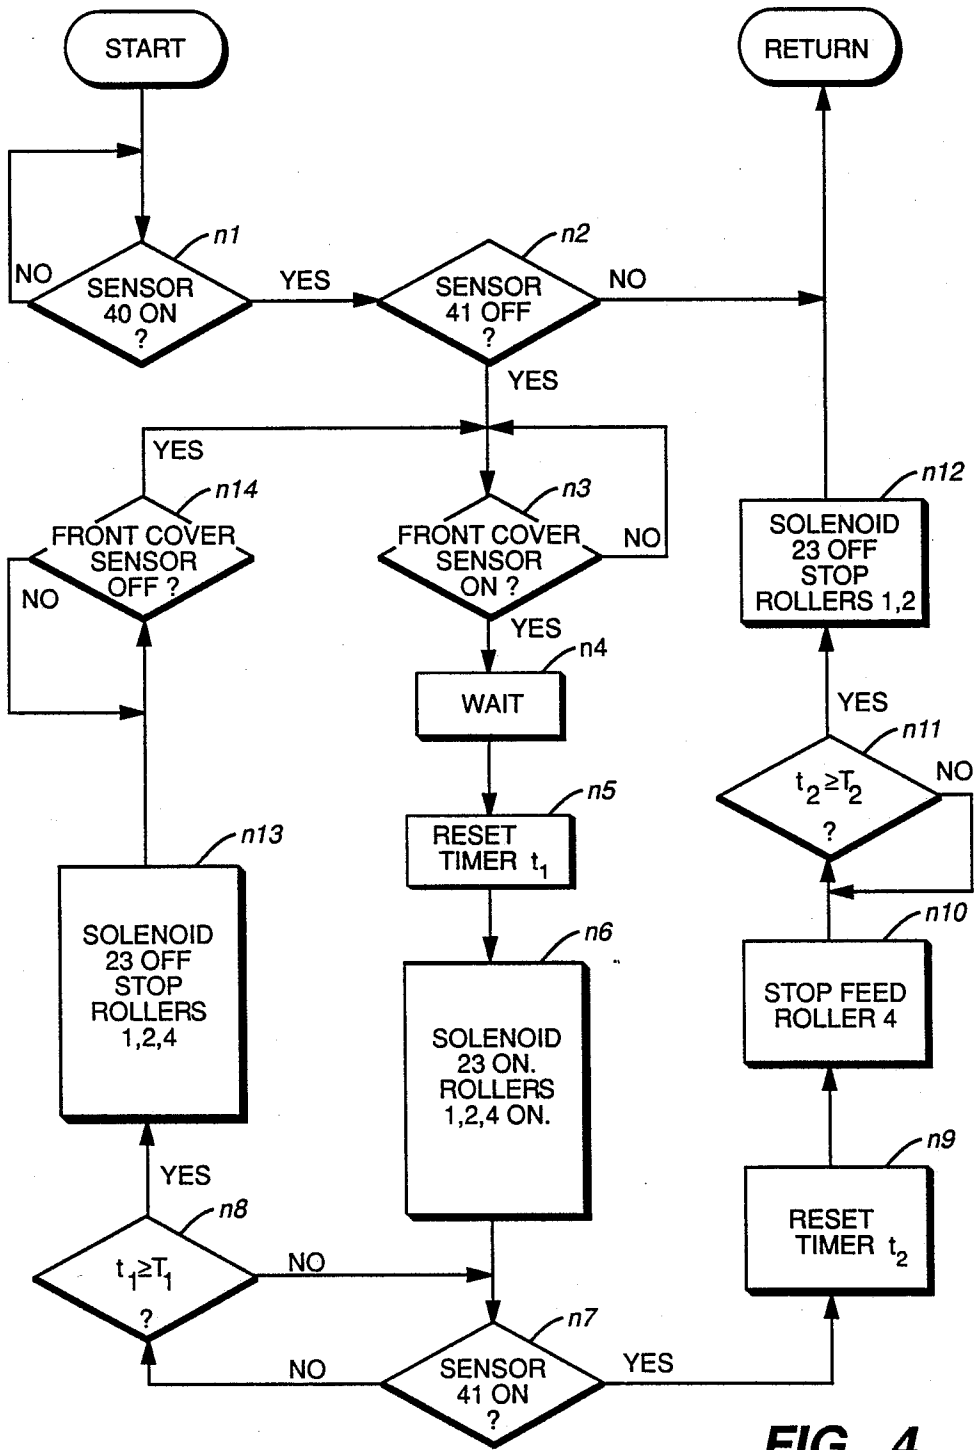 START
RETURN
n1
n2
NO
SENSOR
40 ON
?
YES
SENSOR
41 OFF
?
NO
YES
YES
n14
n3
n12
FRONT COVER
SENSOR
OFF ?
NO
FRONT COVER
SENSOR
ON ?
NO
YES
SOLENOID
23 OFF
STOP
ROLLERS 1,2
n4
WAIT
YES
n11
t2≥T2
?
NO
n5
RESET
TIMER t1
n13
SOLENOID
23 OFF
STOP
ROLLERS
1,2,4
n6
SOLENOID
23 ON.
ROLLERS
1,2,4 ON.
n10
STOP FEED
ROLLER 4
n9
RESET
TIMER t2
YES
n8
t1≥T1
?
NO
n7
SENSOR
41 ON
?
NO
YES
FIG. 4